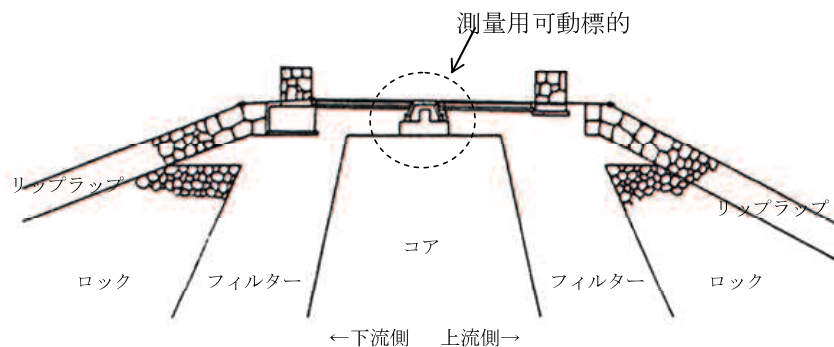 測量用可動標的
リップラップ
リップラップ
コア
ロック
フィルター
フィルター
ロック
←下流側 上流側→